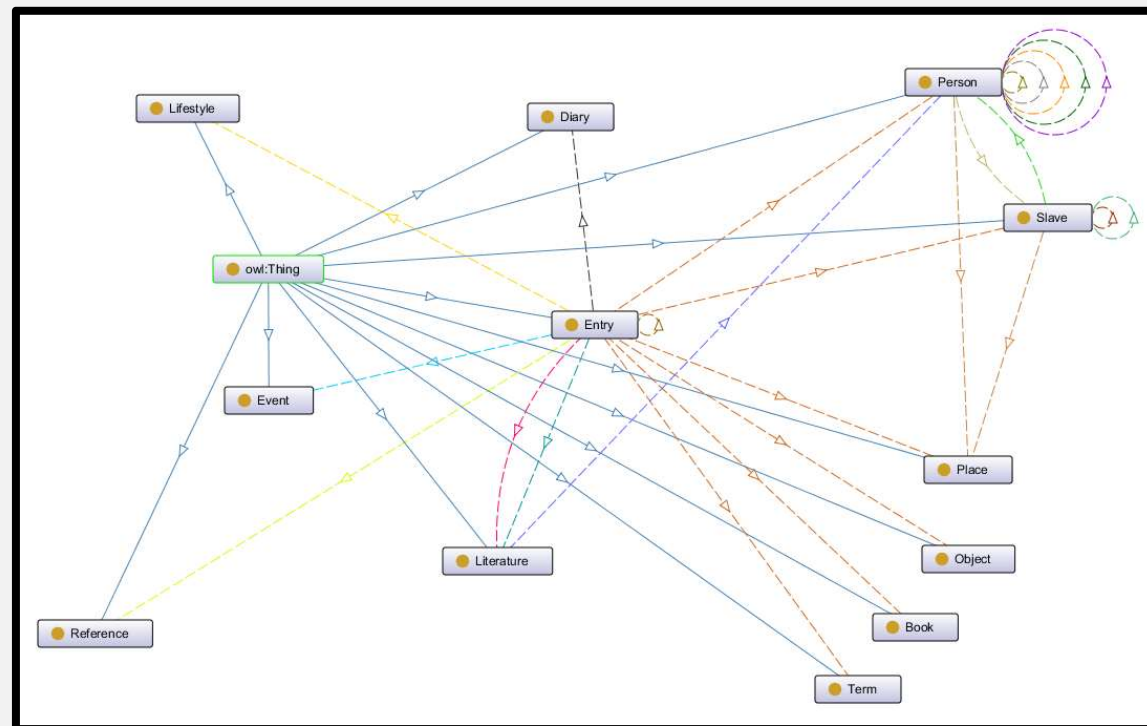 Person
Lifestyle
Diary
Slave
owl:Thing
Entry
Event
Place
Literature
Object
Book
Reference
Term